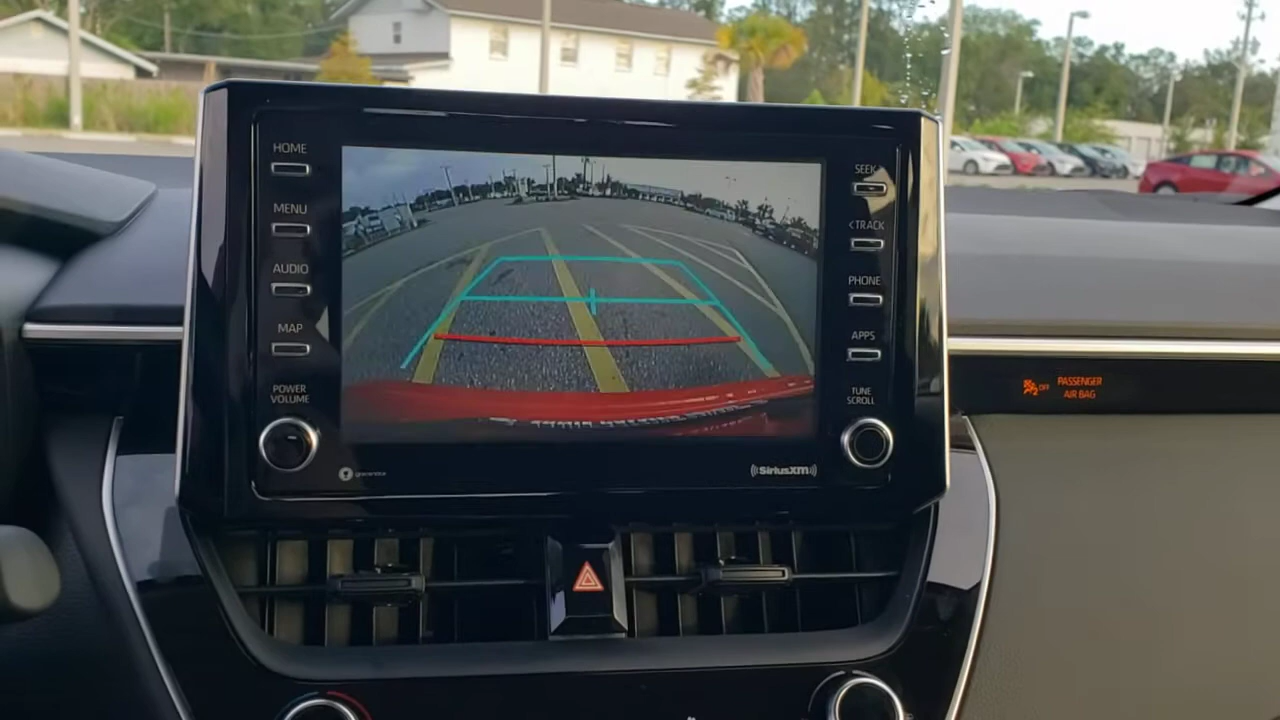 HOME
MENU
AUDIO
MAP
POWER
VOLUME
SEEK>
<TRACK
PHONE
APPS
TUNE
SCROLL
((SiriusXM))
OFF
PASSENGER
AIR BAG